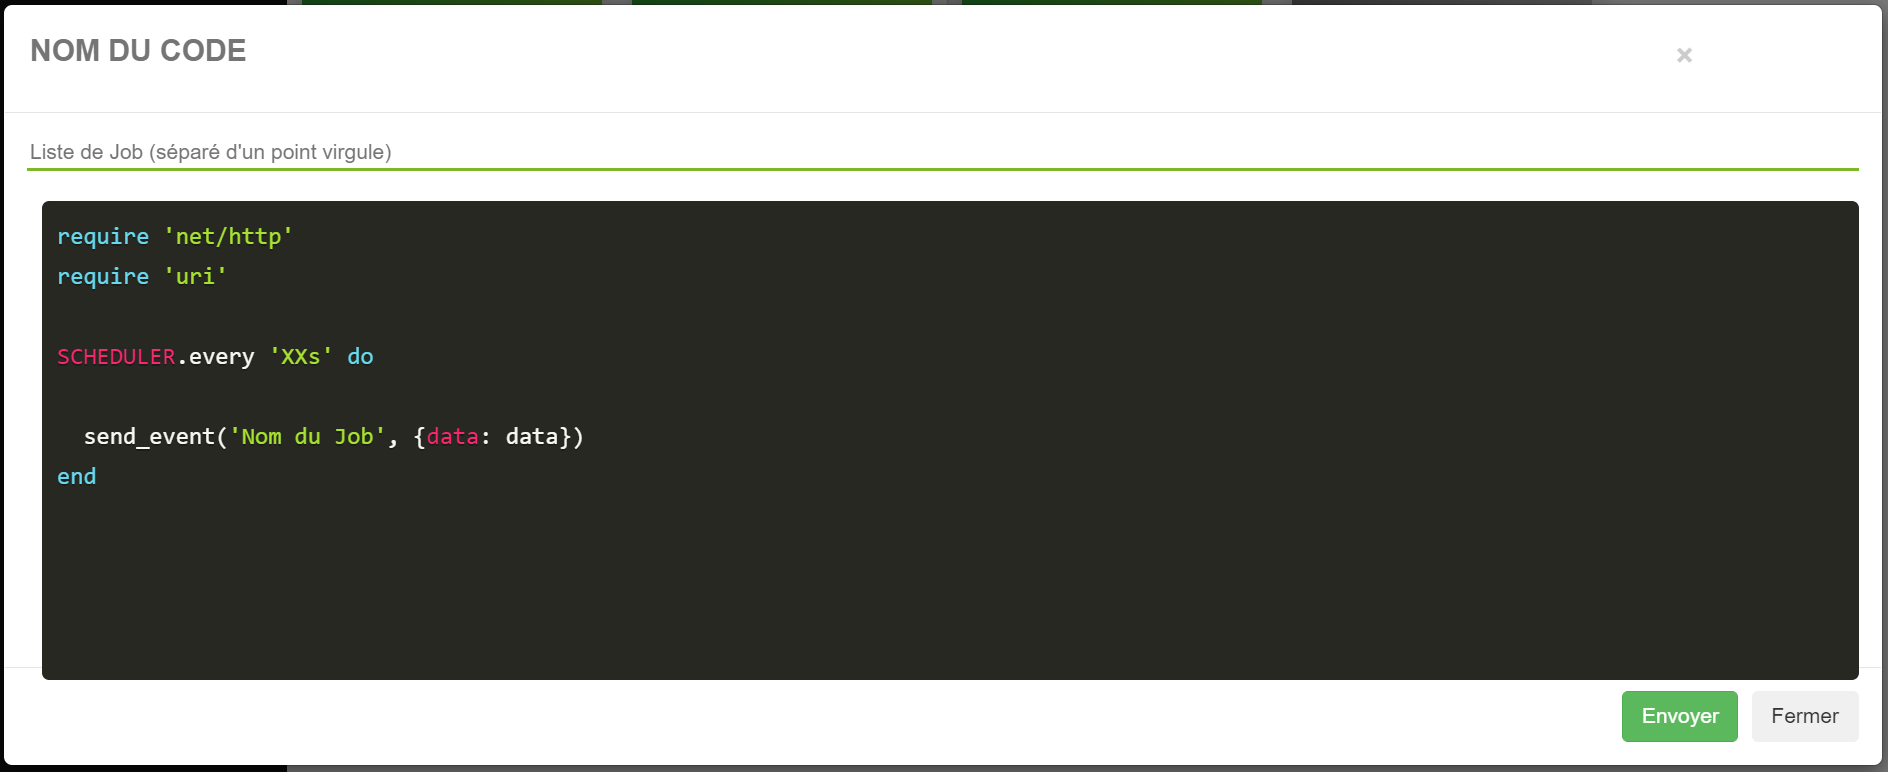 NOM DU CODE
×
Liste de Job (séparé d'un point virgule)
require 'net/http'
require 'uri'
SCHEDULER.every 'XXs' do
send_event('Nom du Job', {data: data})
end
Envoyer
Fermer